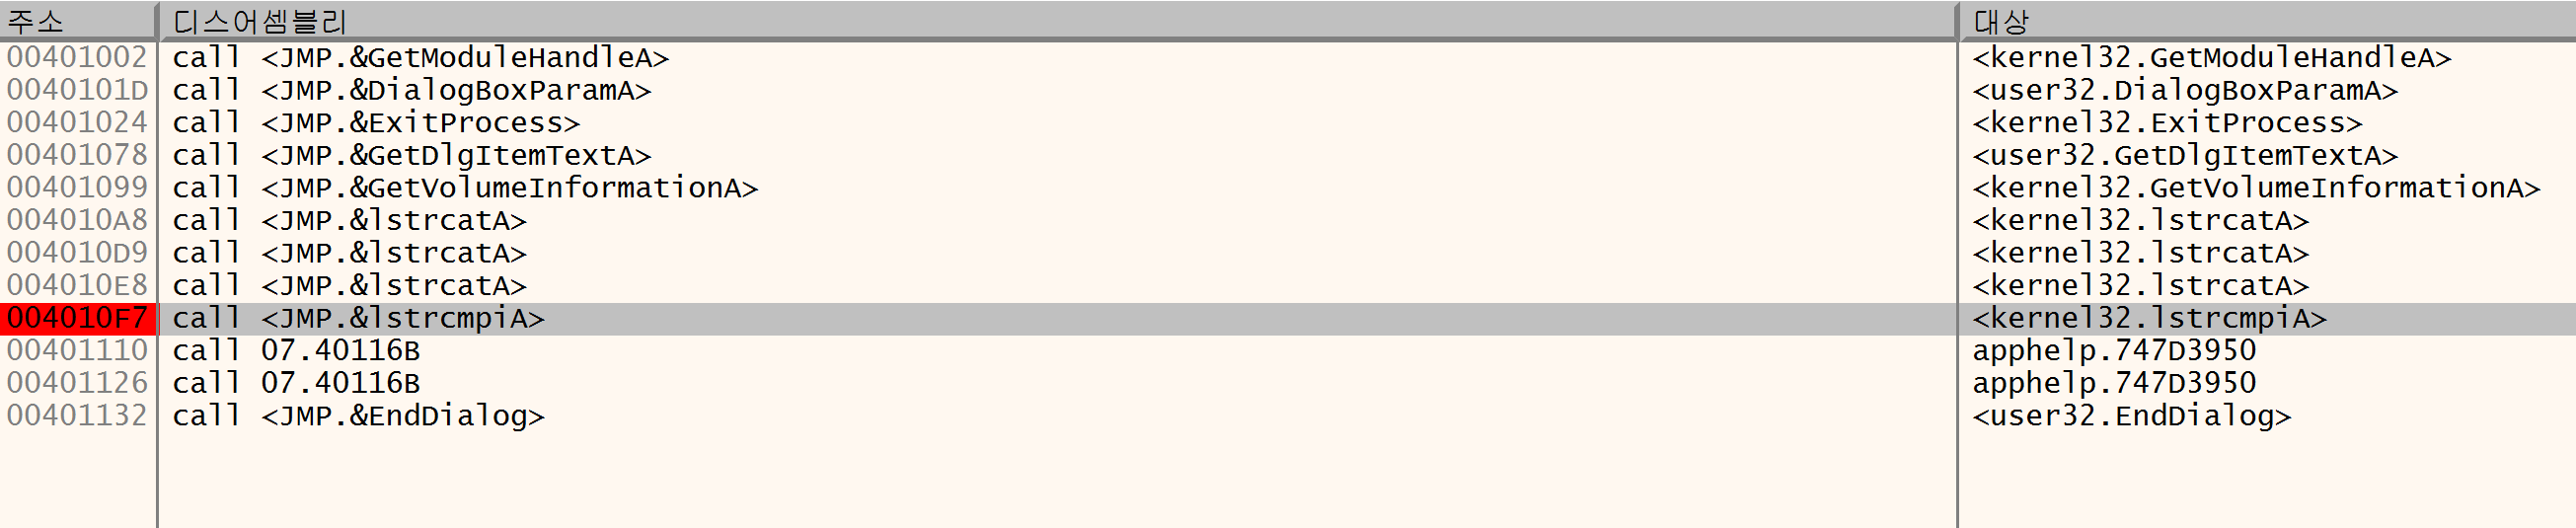 주소 디스어셈블리 대상
00401002 call <JMP.&GetModuleHandleA> <kernel32.GetModuleHandleA>
0040101D call <JMP.&DialogBoxParamA> <user32.DialogBoxParamA>
00401024 call <JMP.&ExitProcess> <kernel32.ExitProcess>
00401078 call <JMP.&GetDlgItemTextA> <user32.GetDlgItemTextA>
00401099 call <JMP.&GetVolumeInformationA> <kernel32.GetVolumeInformationA>
004010A8 call <JMP.&lstrcatA> <kernel32.lstrcatA>
004010D9 call <JMP.&lstrcatA> <kernel32.lstrcatA>
004010E8 call <JMP.&lstrcatA> <kernel32.lstrcatA>
004010F7 call <JMP.&lstrcmpiA> <kernel32.lstrcmpiA>
00401110 call 07.40116B apphelp.747D3950
00401126 call 07.40116B apphelp.747D3950
00401132 call <JMP.&EndDialog> <user32.EndDialog>